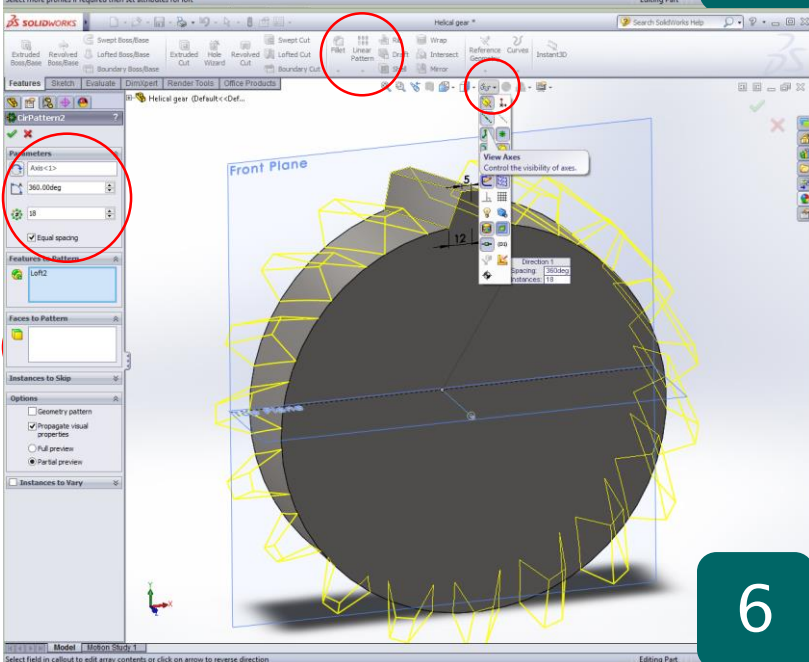 Select more profiles if required then set attributes for loft
Editing Part
SOLIDWORKS
Helical gear *
Search SolidWorks Help
Extruded Boss/Base
Revolved Boss/Base
Swept Boss/Base
Lofted Boss/Base
Boundary Boss/Base
Extruded Cut
Hole Wizard
Revolved Cut
Swept Cut
Lofted Cut
Boundary Cut
Fillet
Linear Pattern
Rib
Draft
Shell
Wrap
Intersect
Mirror
Reference Geometry
Curves
Instant3D
Features
Sketch
Evaluate
DimXpert
Render Tools
Office Products
Helical gear (Default<<Def...
CirPattern2
?
Parameters
Axis<1>
360.00deg
18
Equal spacing
Features to Pattern
Loft2
Faces to Pattern
Instances to Skip
Options
Geometry pattern
Propagate visual
properties
Full preview
Partial preview
Instances to Vary
Front Plane
View Axes
Control the visibility of axes.
5
12
Direction 1
Spacing: 360deg
Instances: 18
Plane
Y
X
6
Model
Motion Study 1
Select field in callout to edit array contents or click on arrow to reverse direction
Editing Part